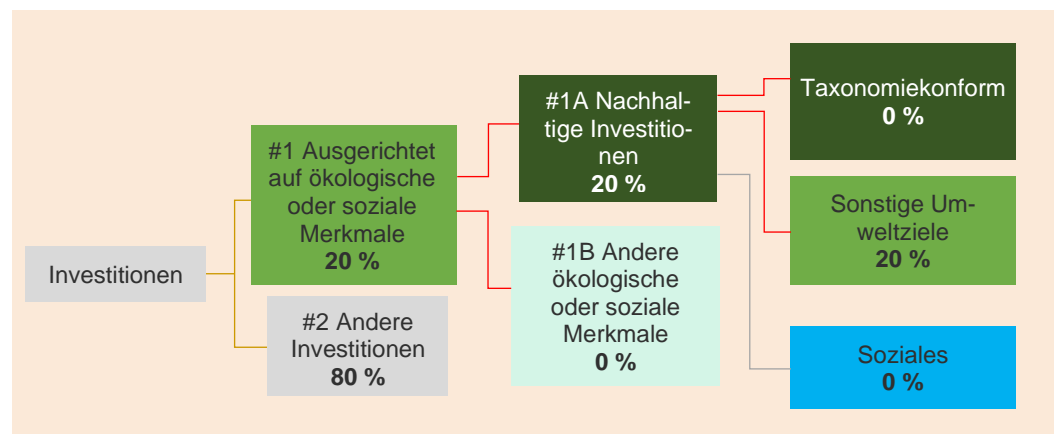 Investitionen
#1 Ausgerichtet
auf ökologische
oder soziale
Merkmale
20 %
#2 Andere
Investitionen
80 %
#1A Nachhal-
tige Investitio-
nen
20 %
#1B Andere
ökologische
oder soziale
Merkmale
0 %
Taxonomiekonform
0 %
Sonstige Um-
weltziele
20 %
Soziales
0 %